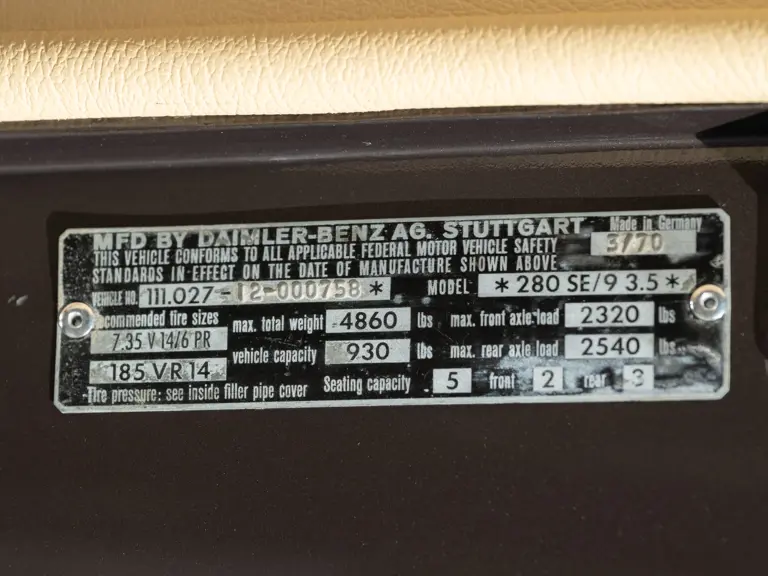 MFD BY DAIMLER-BENZ AG. STUTTGART Made in Germany
THIS VEHICLE CONFORMS TO ALL APPLICABLE FEDERAL MOTOR VEHICLE SAFETY 3/70
STANDARDS IN EFFECT ON THE DATE OF MANUFACTURE SHOWN ABOVE
VEHICLE NO. 111.027-12-000758 * MODEL * 280 SE/9 3.5 *
recommended tire sizes max. total weight 4860 lbs max. front axle load 2320 lbs
7.35 V 14/6 PR vehicle capacity 930 lbs max. rear axle load 2540 lbs
185 VR 14 Seating capacity 5 front 2 rear 3
Tire pressure: see inside filler pipe cover